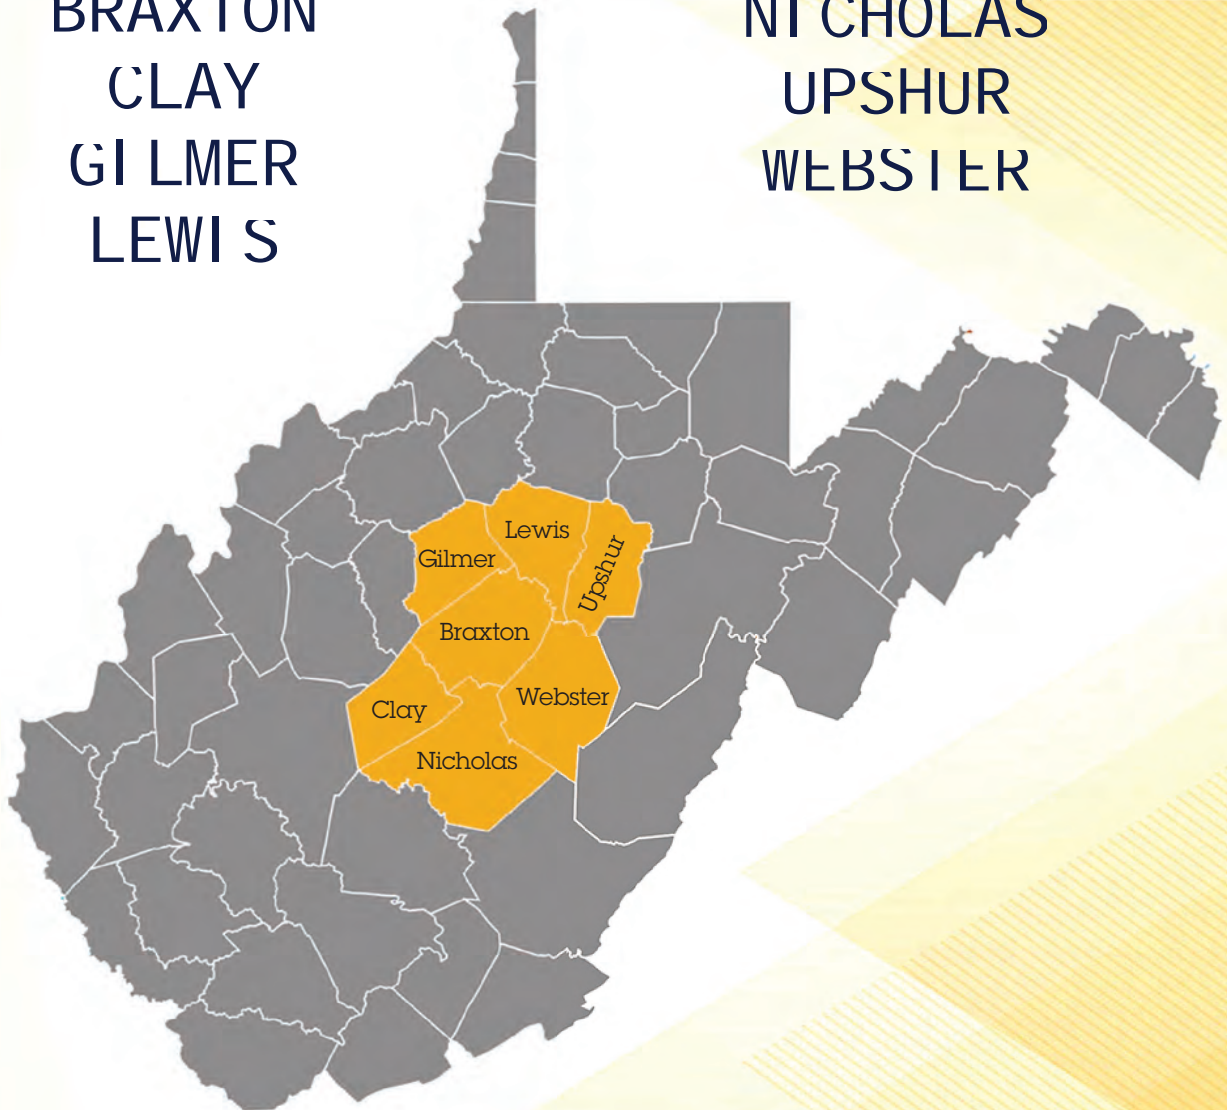 BRAXTON
CLAY
GILMER
LEWIS
NICHOLAS
UPSHUR
WEBSTER
Lewis
Gilmer
Upshur
Braxton
Webster
Clay
Nicholas